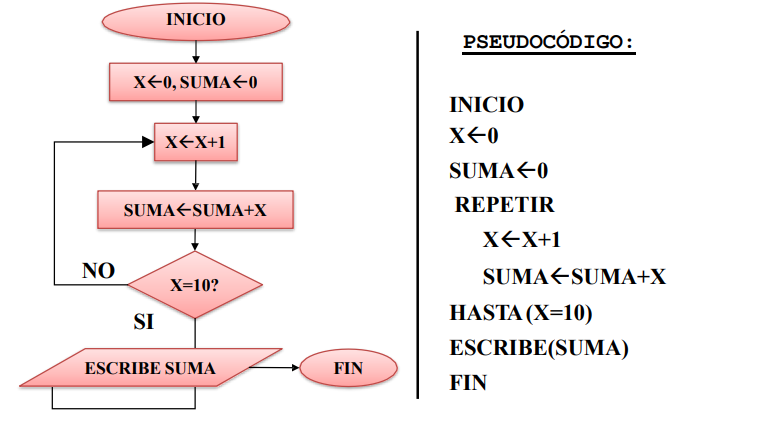 INICIO
X←0, SUMA←0
X←X+1
SUMA←SUMA+X
NO
X=10?
SI
ESCRIBE SUMA
FIN
PSEUDOCÓDIGO:
INICIO
X←0
SUMA←0
REPETIR
X←X+1
SUMA←SUMA+X
HASTA (X=10)
ESCRIBE(SUMA)
FIN